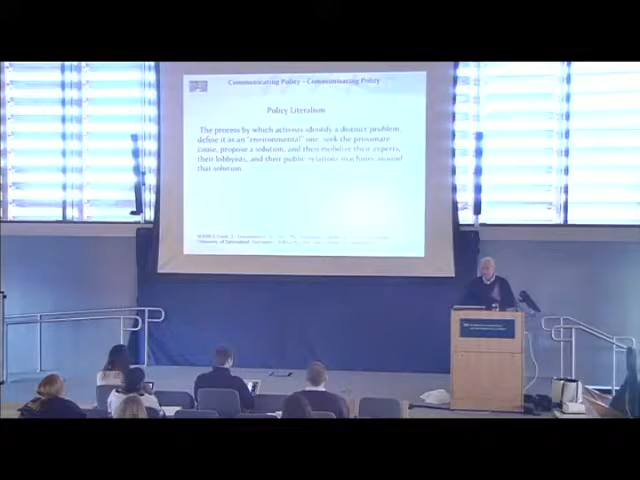 Communicating Policy – Communicating Policy
Policy Literalism
The process by which activists identify a distinct problem,
define it as an "environmental" one, seek the proximate
cause, propose a solution, and then mobilize their experts,
their lobbyists, and their public relations machines around
that solution.
University of